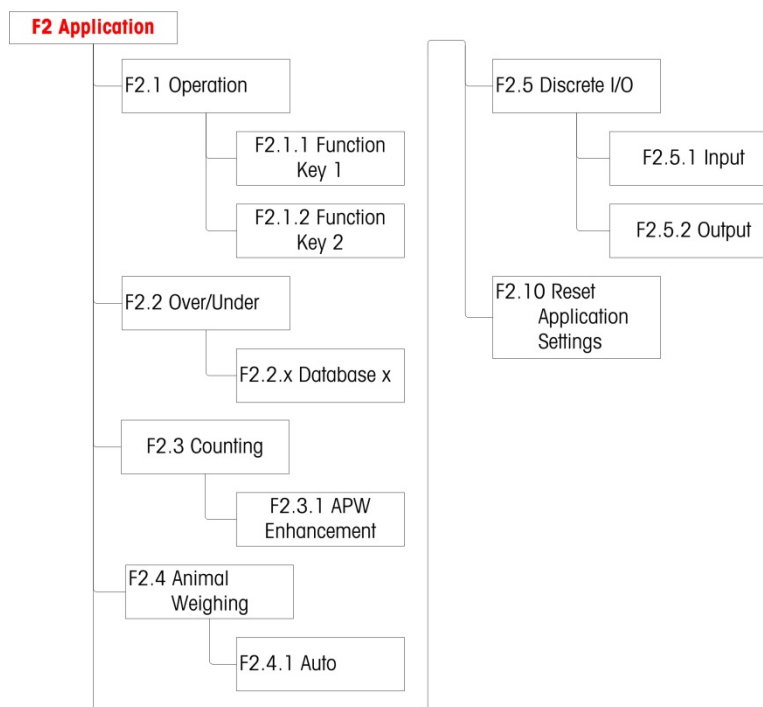 F2 Application
F2.1 Operation
F2.1.1 Function
Key 1
F2.1.2 Function
Key 2
F2.2 Over/Under
F2.2.x Database x
F2.3 Counting
F2.3.1 APW
Enhancement
F2.4 Animal
Weighing
F2.4.1 Auto
F2.5 Discrete I/O
F2.5.1 Input
F2.5.2 Output
F2.10 Reset
Application
Settings